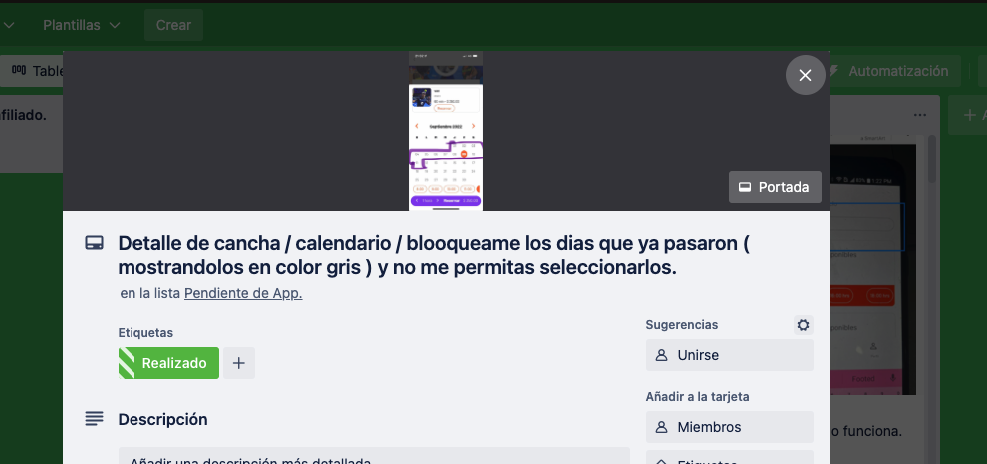 Plantillas
Crear
Table
Automatización
filiado.
Septiembre 2022
Portada
Detalle de cancha / calendario / blooqueame los dias que ya pasaron (
mostrandolos en color gris ) y no me permitas seleccionarlos.
en la lista Pendiente de App.
Etiquetas
Realizado
Sugerencias
Unirse
Añadir a la tarjeta
Descripción
Miembros
o funciona.
Añadir una descripción más detallada
Etiquetas